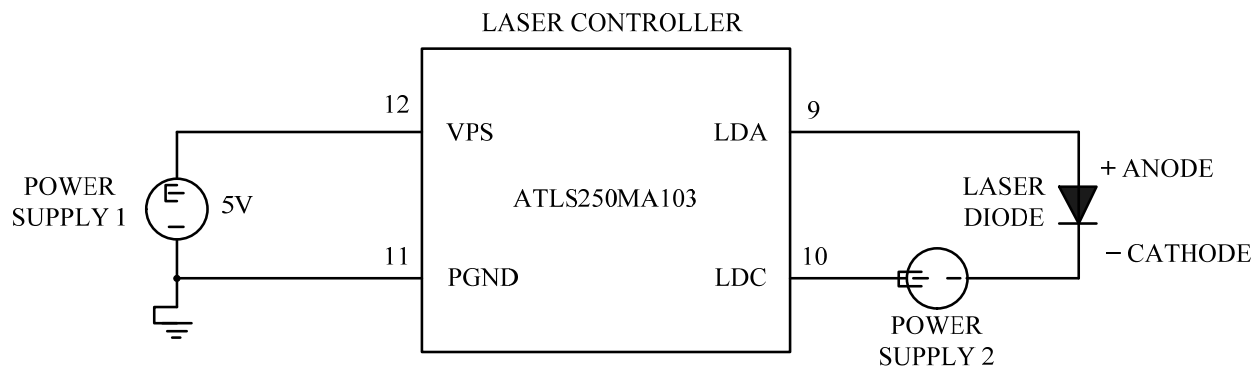 LASER CONTROLLER
12
VPS
LDA
9
POWER
SUPPLY 1
5V
ATLS250MA103
LASER
DIODE
+ ANODE
− CATHODE
11
PGND
LDC
10
POWER
SUPPLY 2